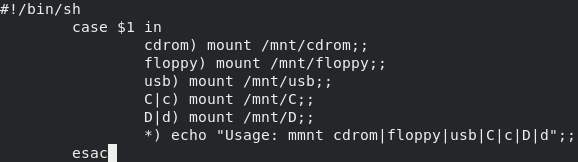 #!/bin/sh
case $1 in
cdrom) mount /mnt/cdrom;;
floppy) mount /mnt/floppy;;
usb) mount /mnt/usb;;
C|c) mount /mnt/C;;
D|d) mount /mnt/D;;
*) echo "Usage: mmnt cdrom|floppy|usb|C|c|D|d";;
esac